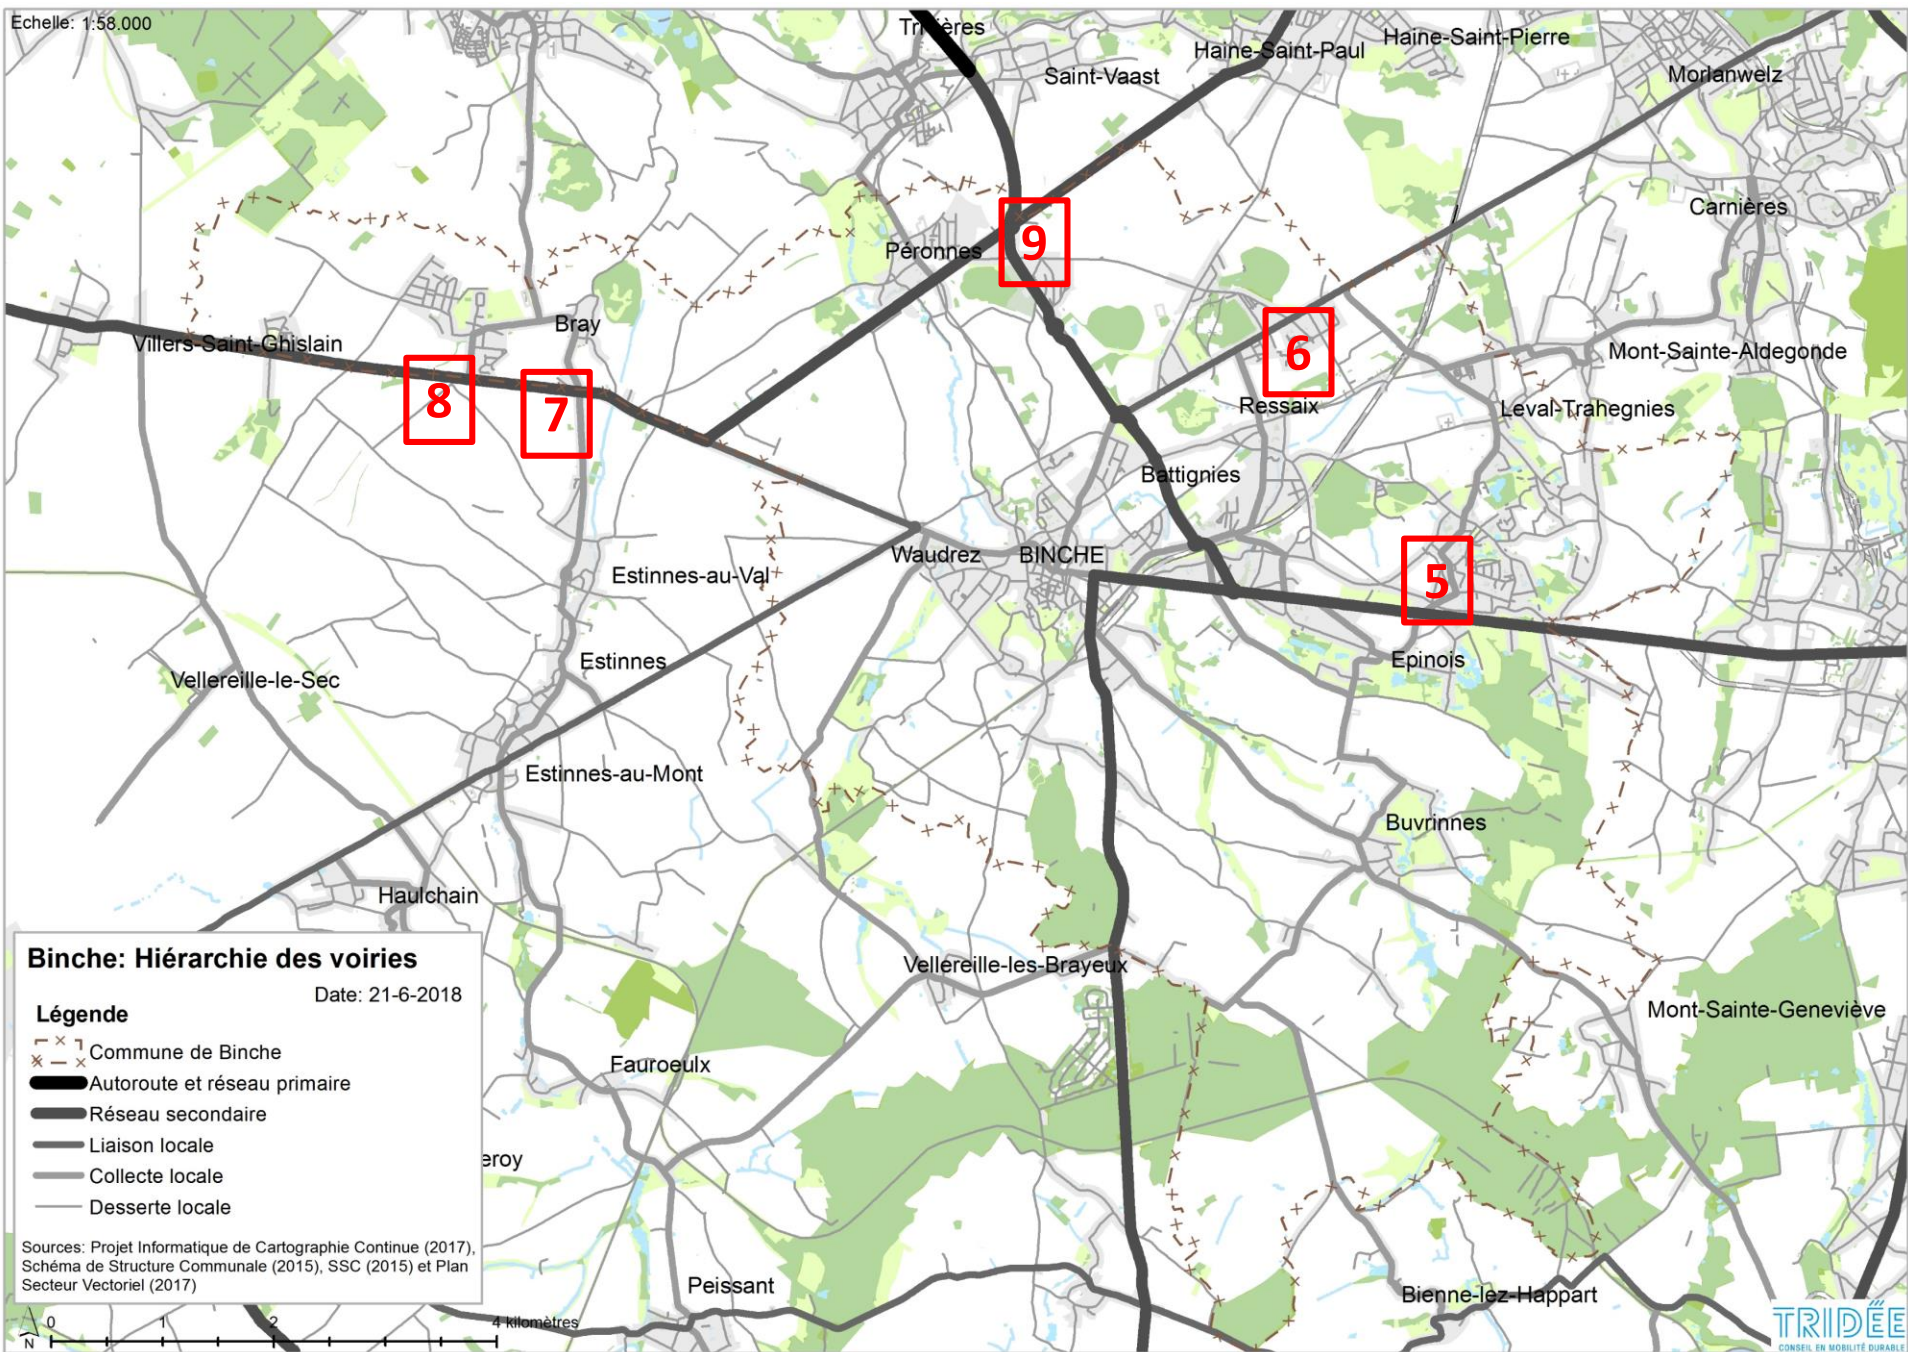 Echelle: 1:58.000
Haine-Saint-Paul
Haine-Saint-Pierre
Saint-Vaast
Morlanwelz
Carnières
Péronnes
9
Bray
Villers-Saint-Ghislain
6
Mont-Sainte-Aldegonde
8
7
Ressaix
Leval-Trahegnies
Battignies
Waudrez
BINCHE
Estinnes-au-Val
5
Estinnes
Epinois
Vellereille-le-Sec
Estinnes-au-Mont
Buvrinnes
Haulchain
Vellereille-les-Brayeux
Mont-Sainte-Geneviève
Fauroeulx
eroy
Peissant
Bienne-lez-Happart
Binche: Hiérarchie des voiries
Date: 21-6-2018
Légende
Commune de Binche
Autoroute et réseau primaire
Réseau secondaire
Liaison locale
Collecte locale
Desserte locale
Sources: Projet Informatique de Cartographie Continue (2017),
Schéma de Structure Communale (2015), SSC (2015) et Plan
Secteur Vectoriel (2017)
N
0 1 2 4 kilomètres
TRIDÉE
CONSEIL EN MOBILITÉ DURABLE